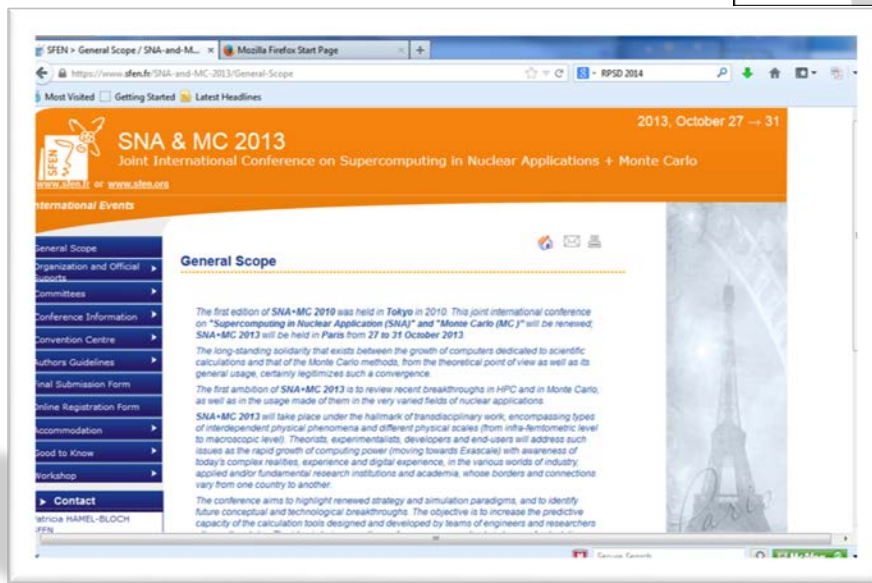 SFEN > General Scope / SNA-and-M... × Mozilla Firefox Start Page × +
https://www.sfen.fr/SNA-and-MC-2013/General-Scope 8 - RPSD 2014
Most Visited Getting Started Latest Headlines
2013, October 27 → 31
SFEN
SNA & MC 2013
Joint International Conference on Supercomputing in Nuclear Applications + Monte Carlo
www.sfen.fr or www.sfen.org
nternational Events
General Scope
Organization and Official
Suports
Committees
Conference Information
Convention Centre
Authors Guidelines
Final Submission Form
Online Registration Form
Accommodation
Good to Know
Workshop
Contact
Patricia HAMEL-BLOCH
SFEN
General Scope
The first edition of SNA+MC 2010 was held in Tokyo in 2010. This joint international conference
on "Supercomputing in Nuclear Application (SNA)" and "Monte Carlo (MC )" will be renewed;
SNA+MC 2013 will be held in Paris from 27 to 31 October 2013.
The long-standing solidarity that exists between the growth of computers dedicated to scientific
calculations and that of the Monte Carlo methods, from the theoretical point of view as well as its
general usage, certainly legitimizes such a convergence.
The first ambition of SNA+MC 2013 is to review recent breakthroughs in HPC and in Monte Carlo,
as well as in the usage made of them in the very varied fields of nuclear applications.
SNA+MC 2013 will take place under the hallmark of transdisciplinary work, encompassing types
of interdependent physical phenomena and different physical scales (from infra-femtometric level
to macroscopic level). Theorists, experimentalists, developers and end-users will address such
issues as the rapid growth of computing power (moving towards Exascale) with awareness of
today's complex realities, experience and digital experience, in the various worlds of industry,
applied and/or fundamental research institutions and academia, whose borders and connections
vary from one country to another.
The conference aims to highlight renewed strategy and simulation paradigms, and to identify
future conceptual and technological breakthroughs. The objective is to increase the predictive
capacity of the calculation tools designed and developed by teams of engineers and researchers
Paris
Secure Search McAfee